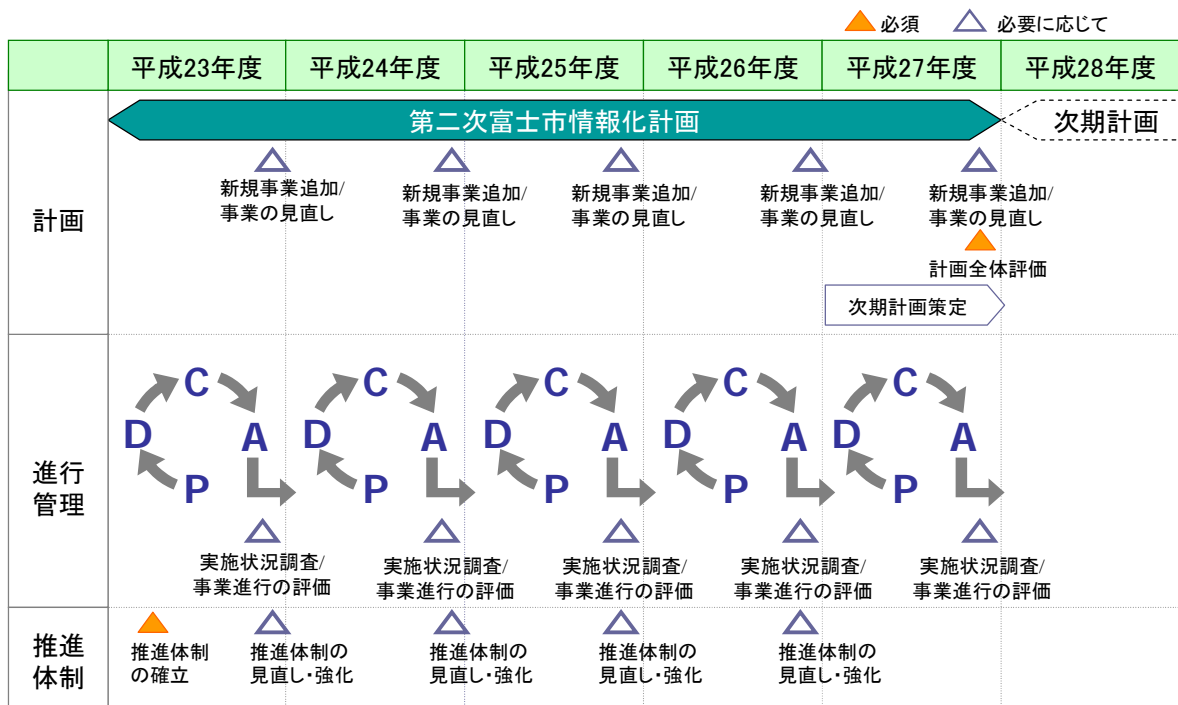 必須
必要に応じて
平成23年度
平成24年度
平成25年度
平成26年度
平成27年度
平成28年度
計画
第二次富士市情報化計画
次期計画
新規事業追加/
事業の見直し
新規事業追加/
事業の見直し
新規事業追加/
事業の見直し
新規事業追加/
事業の見直し
新規事業追加/
事業の見直し
計画全体評価
次期計画策定
進行
管理
C
D
A
P
C
D
A
P
C
D
A
P
C
D
A
P
C
D
A
P
実施状況調査/
事業進行の評価
実施状況調査/
事業進行の評価
実施状況調査/
事業進行の評価
実施状況調査/
事業進行の評価
実施状況調査/
事業進行の評価
推進
体制
推進体制
の確立
推進体制の
見直し・強化
推進体制の
見直し・強化
推進体制の
見直し・強化
推進体制の
見直し・強化